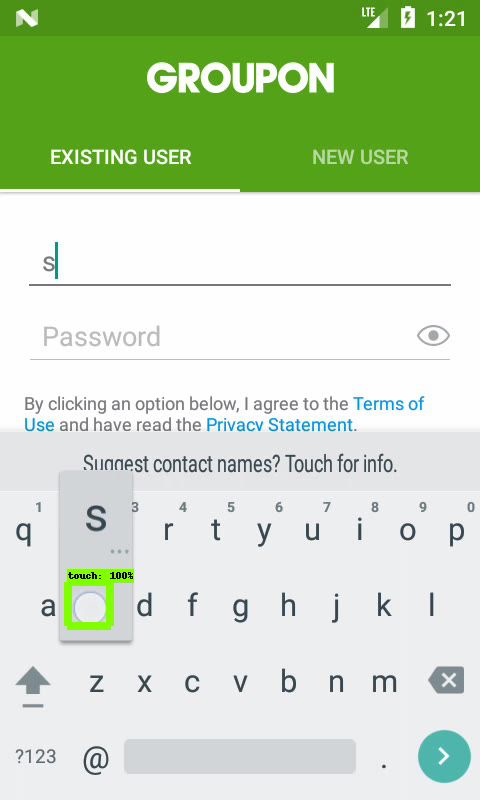 LTE 1:21
GROUPON
EXISTING USER NEW USER
s
Password
By clicking an option below, I agree to the Terms of
Use and have read the Privacy Statement.
Suggest contact names? Touch for info.
1 3 4 5 6 7 8 9 0
q r t y u i o p
s
...
touch: 100%
a d f g h j k l
z x c v b n m
?123 @ .